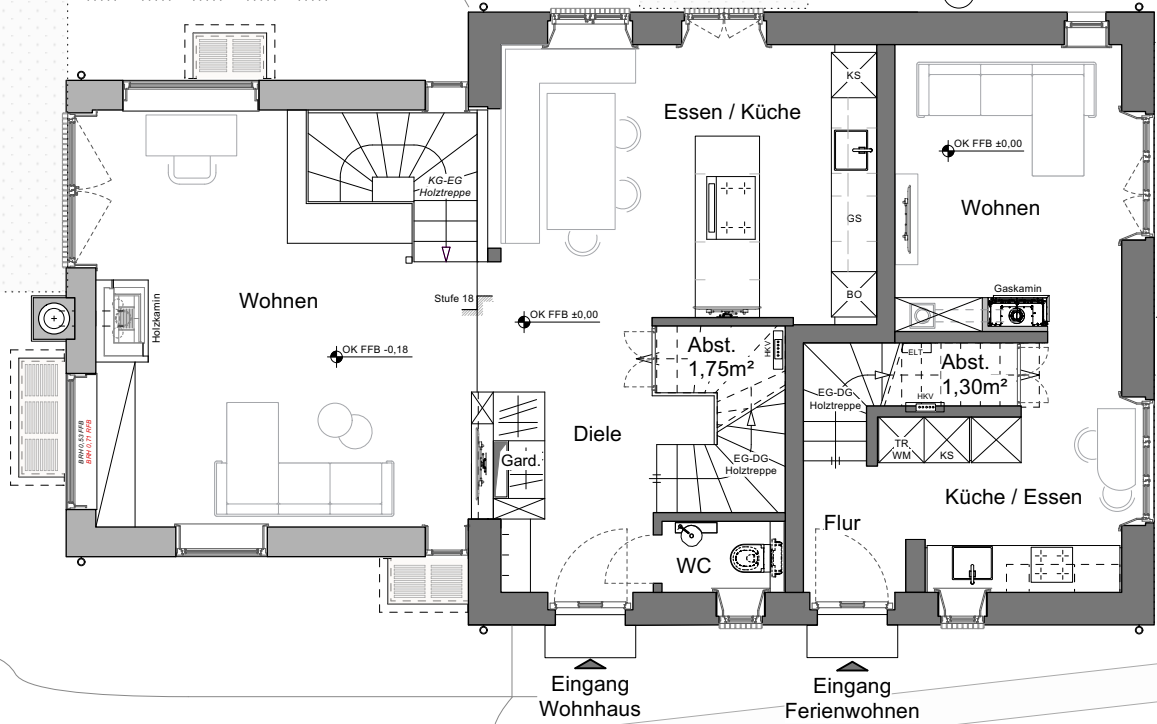 KS
Essen / Küche
OK FFB ±0,00
KG-EG
Holztreppe
Wohnen
GS
Wohnen
Holzkamin
Stufe 18
BO
Gaskamin
OK FFB ±0,00
OK FFB -0,18
Abst.
1,75m²
HKV
ELT
Abst.
1,30m²
HKV
EG-DG
Holztreppe
BRH 0,53 FFB
BRH 0,71 RFB
Diele
Gard.
EG-DG
Holztreppe
TR
WM
KS
Küche / Essen
Flur
WC
Eingang
Wohnhaus
Eingang
Ferienwohnen